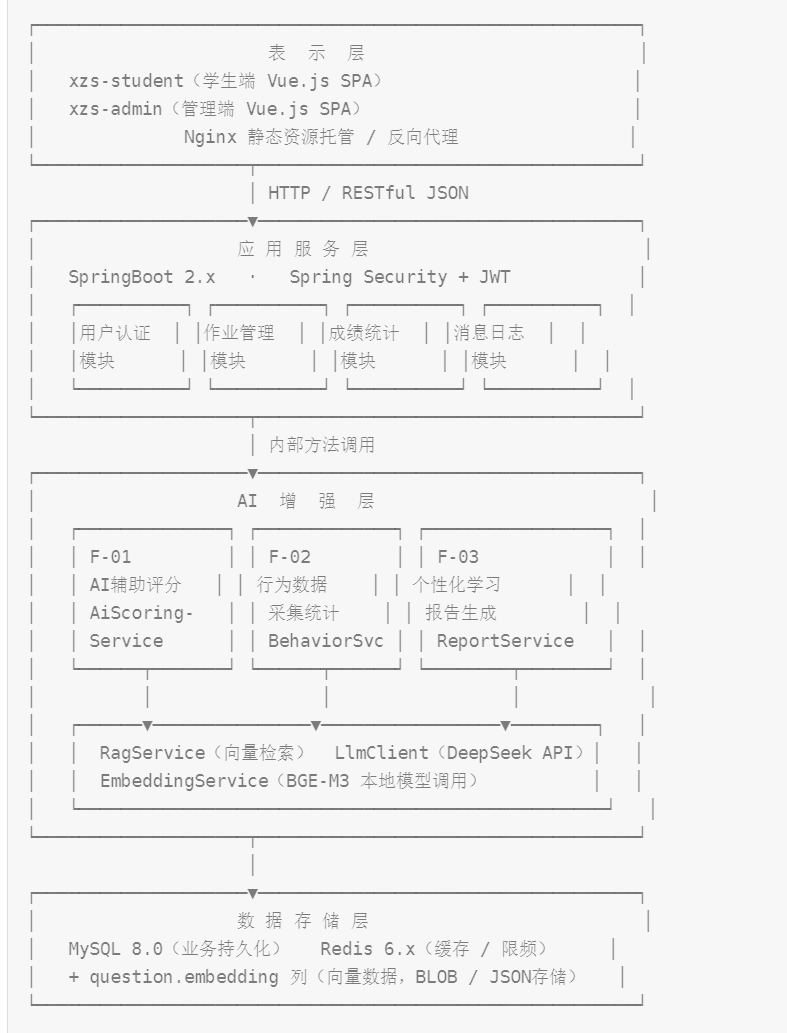 表 示 层
xzs-student（学生端 Vue.js SPA）
xzs-admin（管理端 Vue.js SPA）
Nginx 静态资源托管 / 反向代理
HTTP / RESTful JSON
应 用 服 务 层
SpringBoot 2.x · Spring Security + JWT
用户认证 作业管理 成绩统计 消息日志
模块 模块 模块 模块
内部方法调用
AI 增 强 层
F-01 F-02 F-03
AI辅助评分 行为数据 个性化学习
AiScoring- 采集统计 报告生成
Service BehaviorSvc ReportService
RagService（向量检索） LlmClient（DeepSeek API）
EmbeddingService（BGE-M3 本地模型调用）
数 据 存 储 层
MySQL 8.0（业务持久化） Redis 6.x（缓存 / 限频）
+ question.embedding 列（向量数据，BLOB / JSON存储）